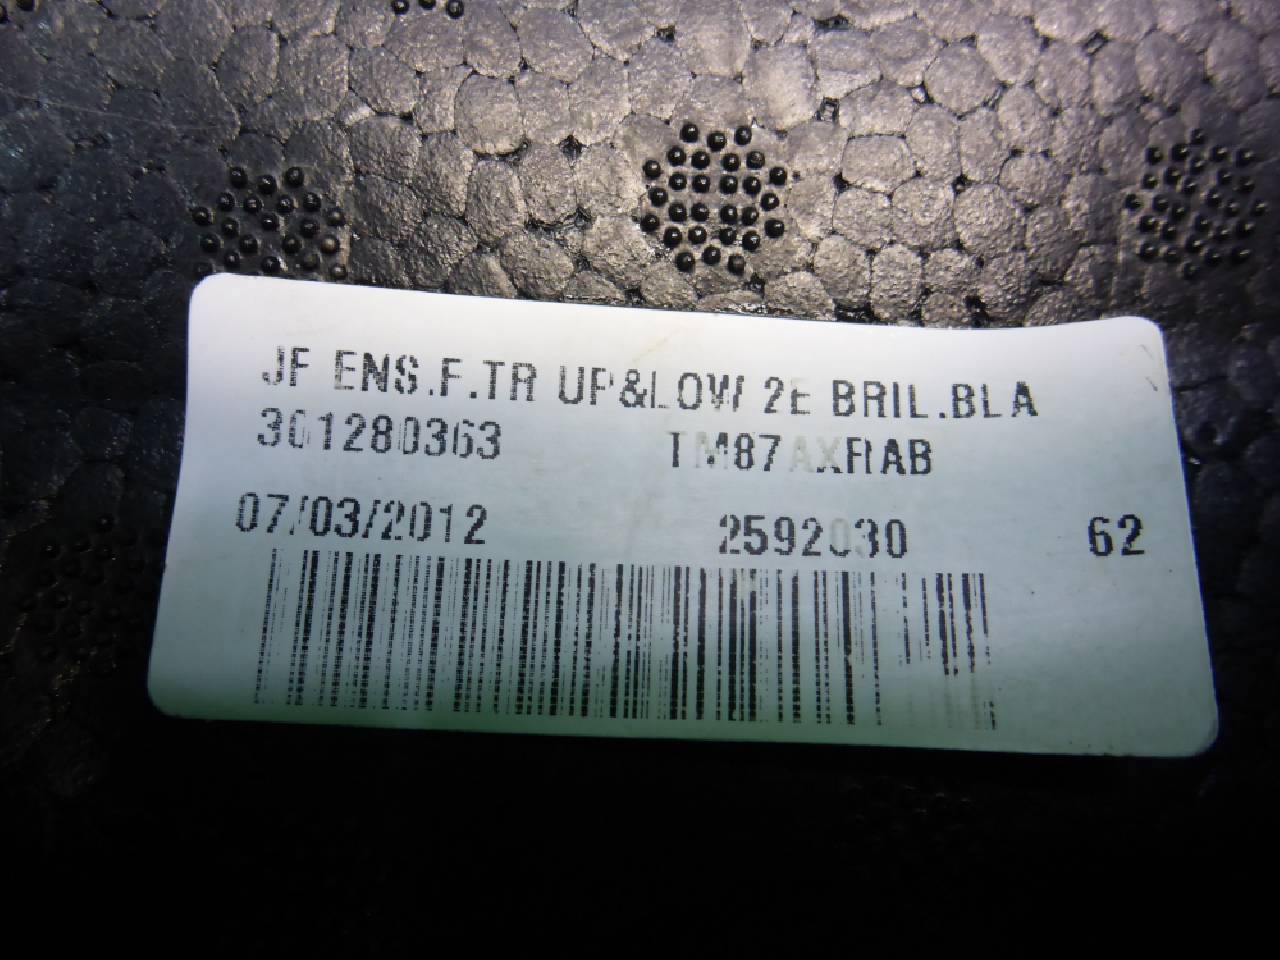 JF ENS.F.TR UP&LOW 2E BRIL.BLA
301280363 TM87AXRAB
07/03/2012 2592030 62